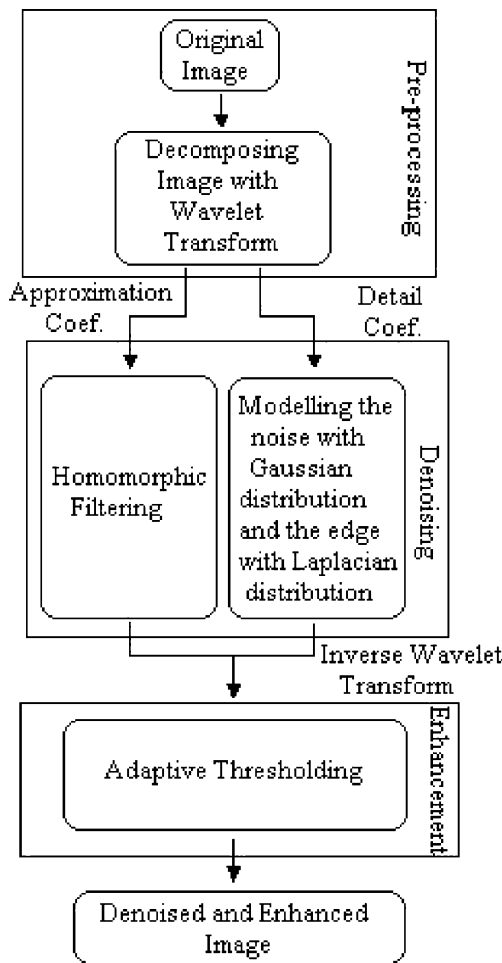 Original
Image
Pre-processing
Decomposing
Image with
Wavelet
Transform
Approximation
Coef.
Detail
Coef.
Homomorphic
Filtering
Modelling the
noise with
Gaussian
distribution
and the edge
with Laplacian
distribution
Denoising
Inverse Wavelet
Transform
Adaptive Thresholding
Enhancement
Denoised and Enhanced
Image